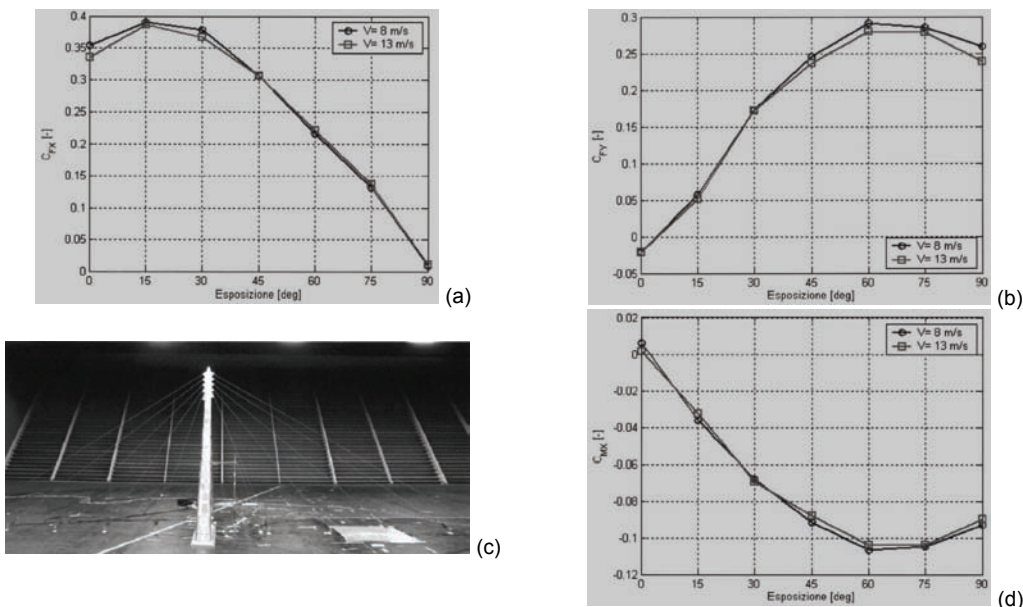 0.4
0.35
0.3
0.25
0.2
0.15
0.1
0.05
0
C_FX [-]
V= 8 m/s
V= 13 m/s
0 15 30 45 60 75 90
Esposizione [deg]
(a)
0.3
0.25
0.2
0.15
0.1
0.05
0
-0.05
C_FY [-]
V= 8 m/s
V= 13 m/s
0 15 30 45 60 75 90
Esposizione [deg]
(b)
(c)
0.02
0
-0.02
-0.04
-0.06
-0.08
-0.1
-0.12
C_MX [-]
V= 8 m/s
V= 13 m/s
0 15 30 45 60 75 90
Esposizione [deg]
(d)